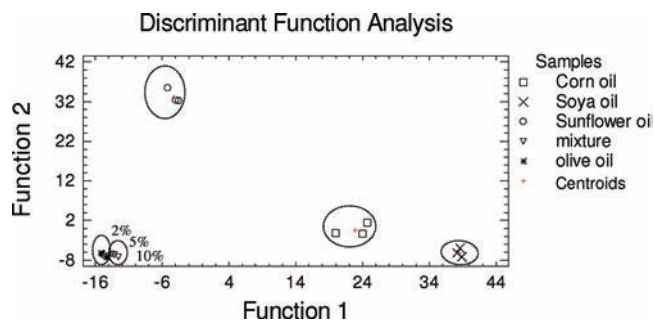 Discriminant Function Analysis
Function 2
42
32
22
12
2
-8
2%
5%
10%
-16
-6
4
14
24
34
44
Function 1
Samples
Corn oil
Soya oil
Sunflower oil
mixture
olive oil
Centroids